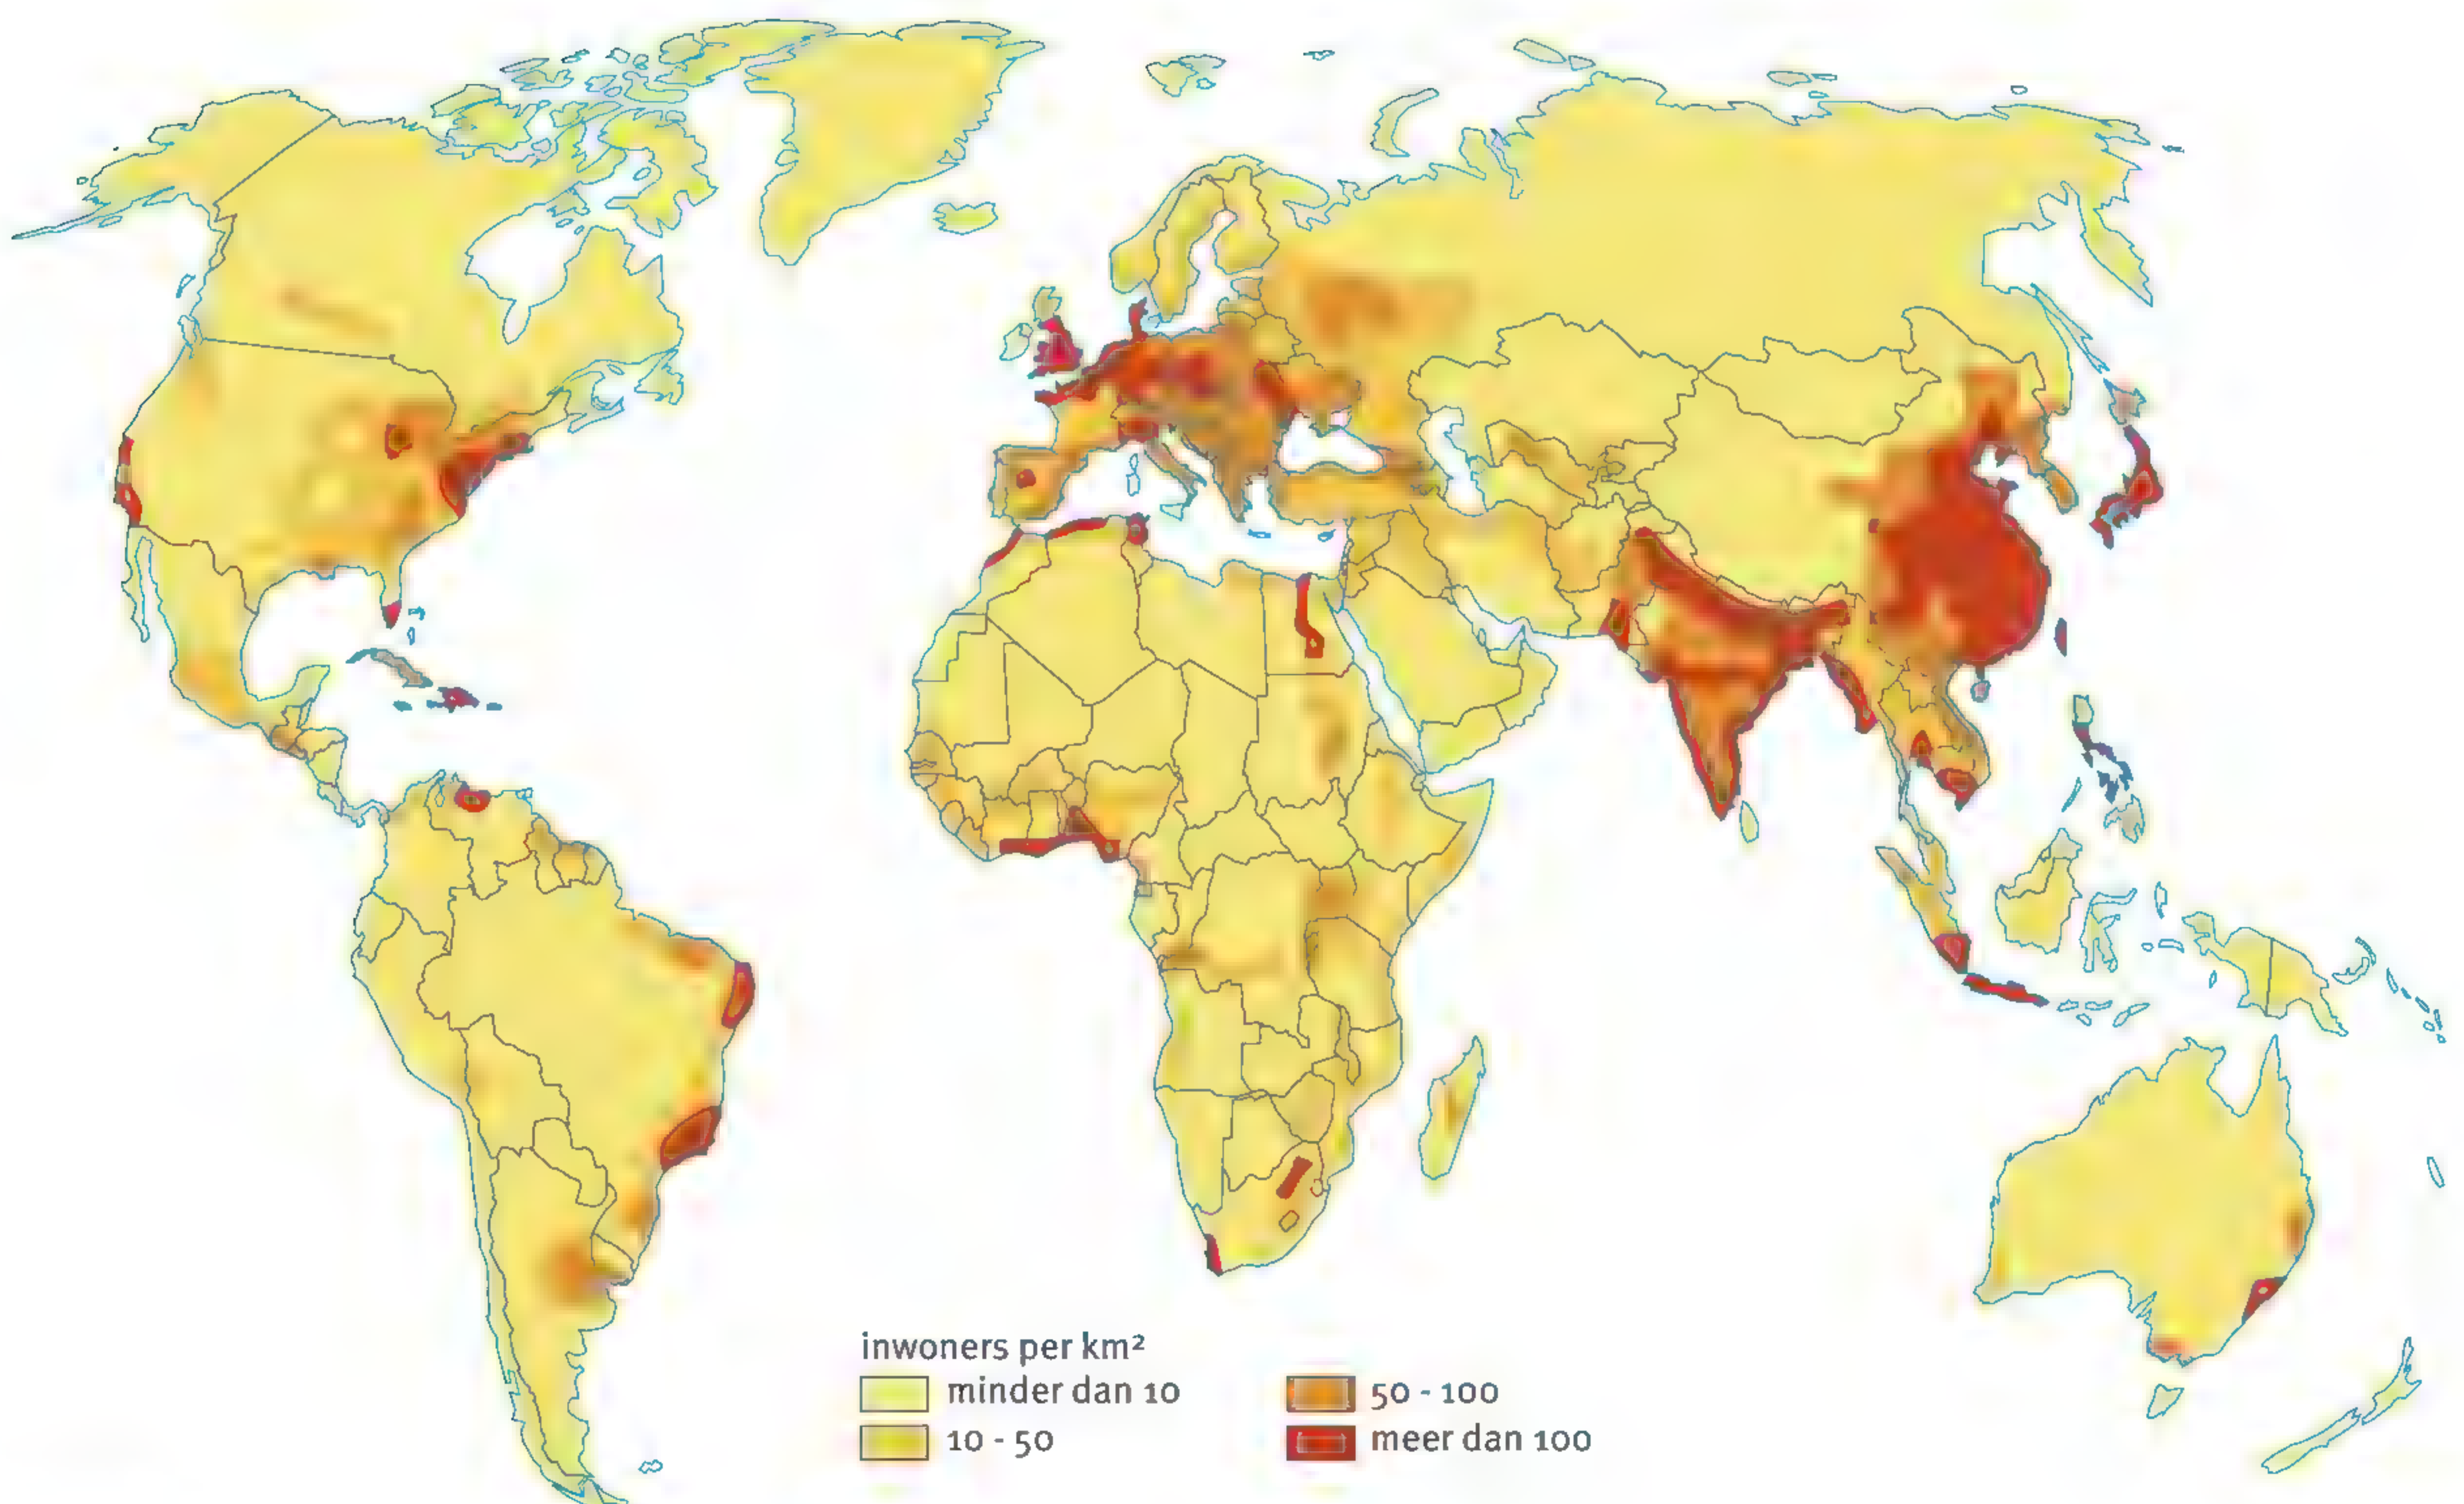 inwoners per km²
minder dan 10
10 - 50
50 - 100
meer dan 100